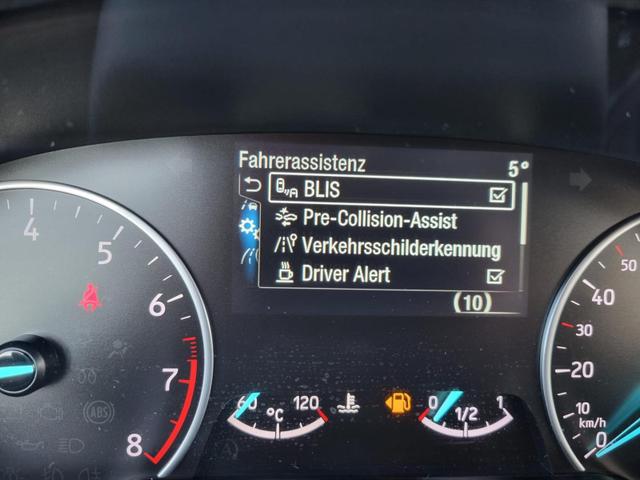 Fahrerassistenz 5°
BLIS
Pre-Collision-Assist
Verkehrsschilderkennung
Driver Alert
(10)
4
5
6
7
8
ABS
60 °C 120
0 1/2 1
50
40
30
20
10
km/h
0